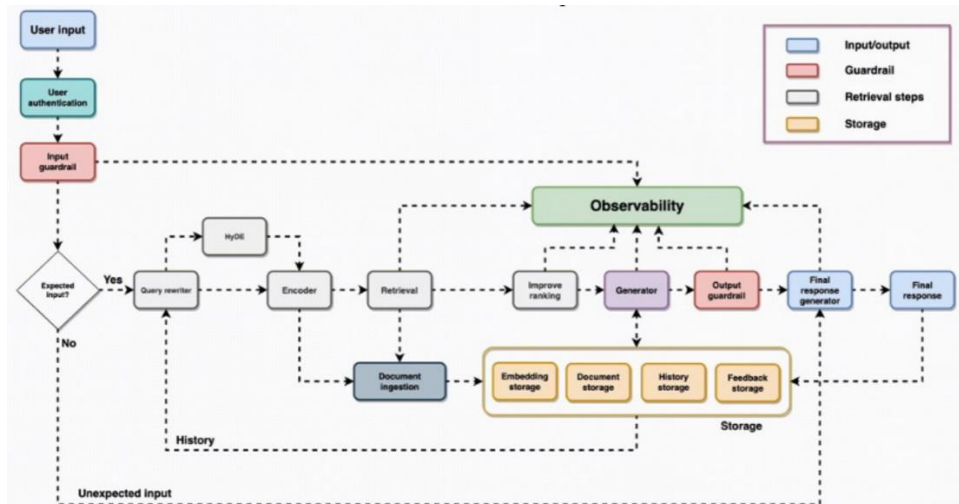 User input
User
authentication
Input
guardrail
Expected
input?
Yes
No
Query rewriter
HyDE
Encoder
Retrieval
Document
ingestion
Observability
Improve
ranking
Generator
Output
guardrail
Final
response
generator
Final
response
Embedding
storage
Document
storage
History
storage
Feedback
storage
Storage
History
Unexpected input
Input/output
Guardrail
Retrieval steps
Storage